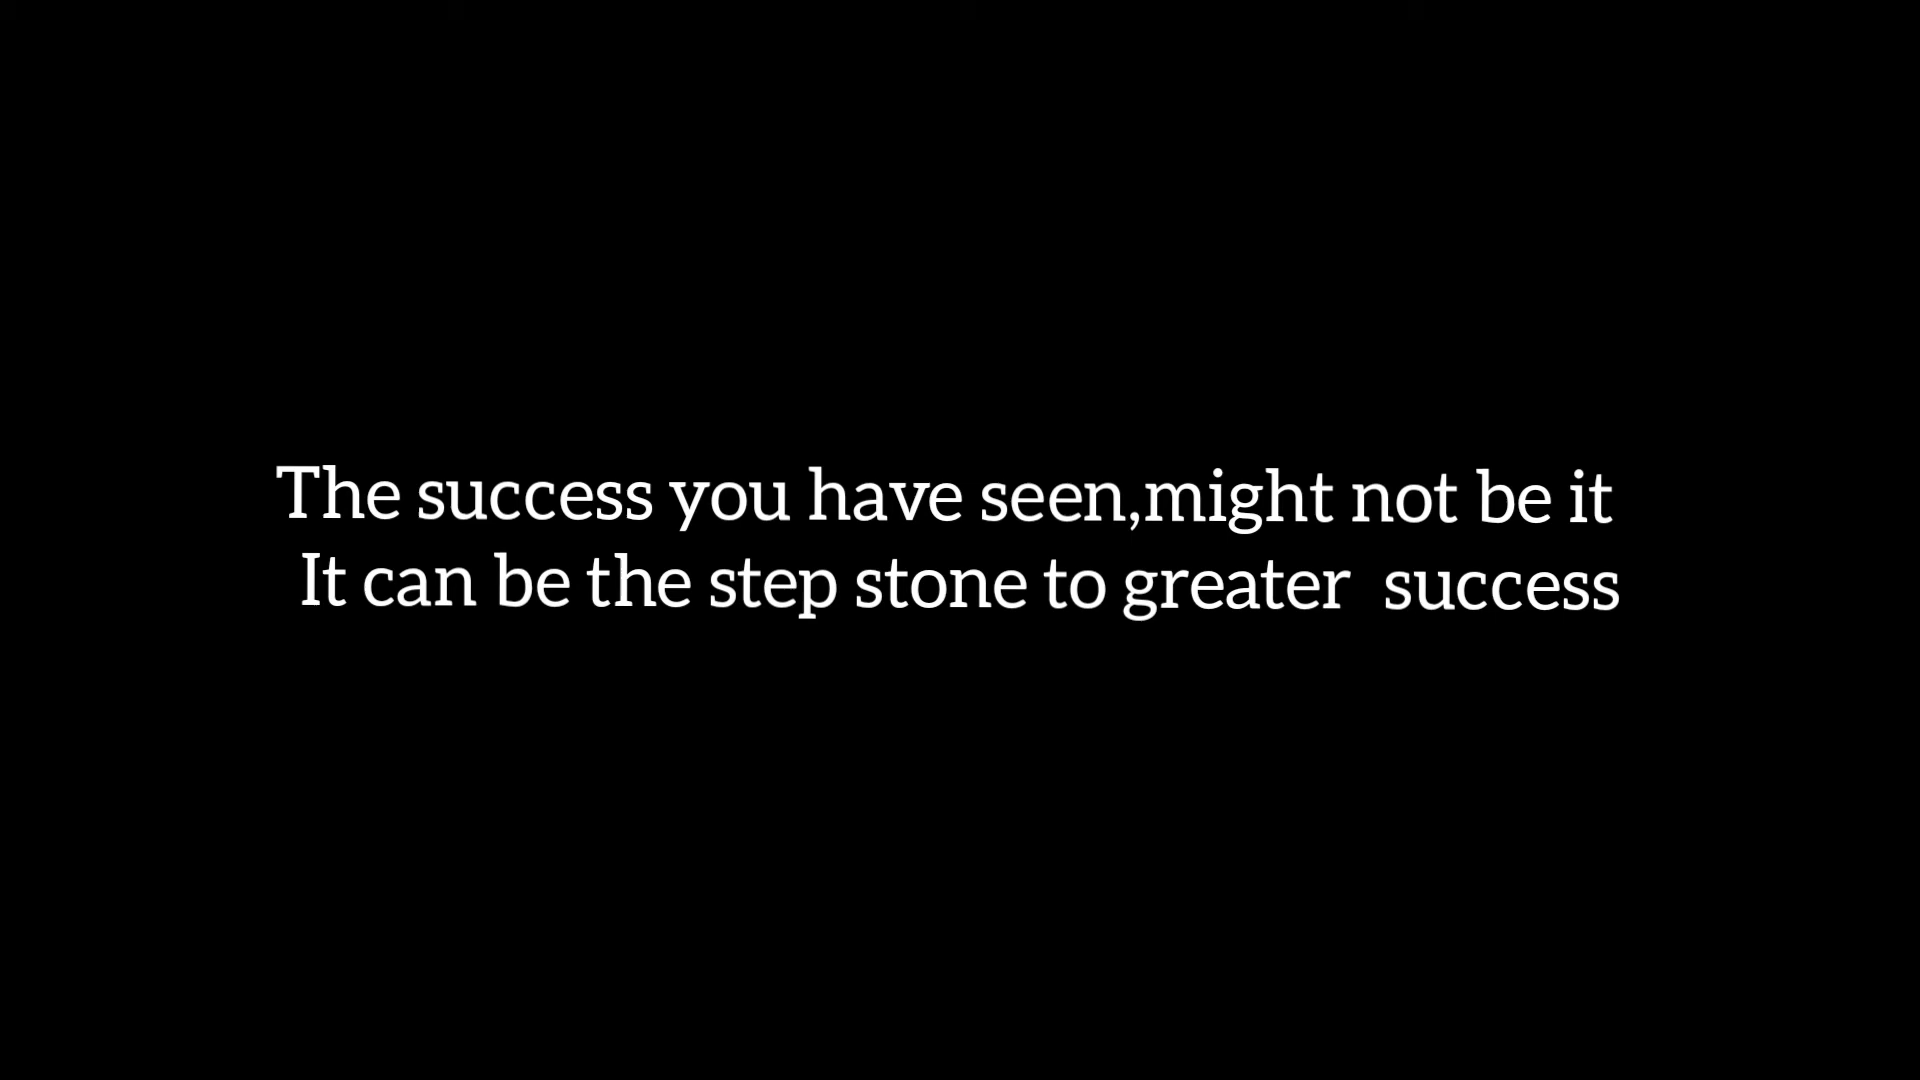 The success you have seen,might not be it
It can be the step stone to greater  success